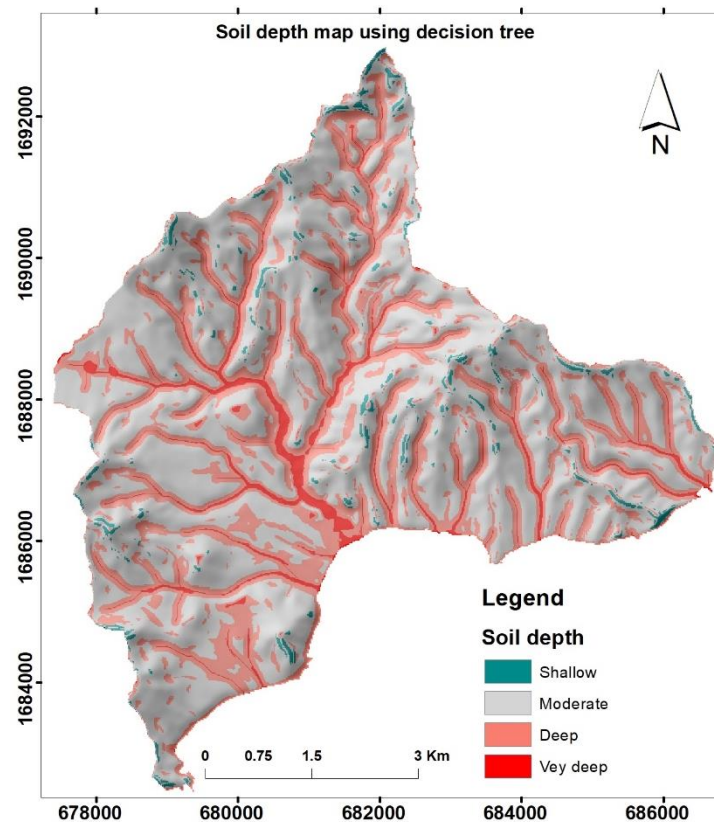 Soil depth map using decision tree
N
1692000
1690000
1688000
1686000
1684000
Legend
Soil depth
Shallow
Moderate
Deep
Vey deep
0 0.75 1.5 3 Km
678000 680000 682000 684000 686000